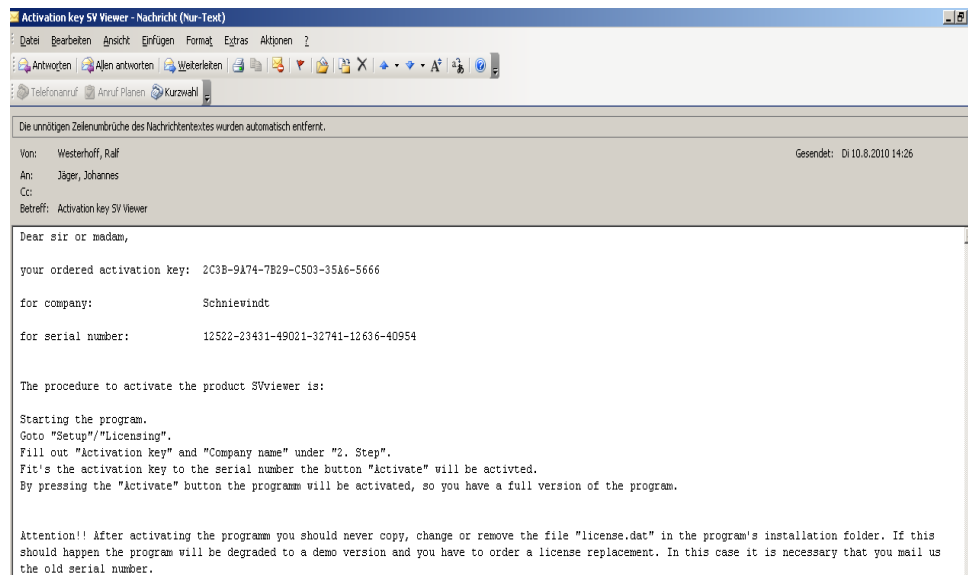 Activation key SV Viewer - Nachricht (Nur-Text)
Datei Bearbeiten Ansicht Einfügen Format Extras Aktionen ?
Antworten Allen antworten Weiterleiten
Telefonanruf Anruf Planen Kurzwahl
Die unnötigen Zeilenumbrüche des Nachrichtentextes wurden automatisch entfernt.
Von: Westerhoff, Ralf Gesendet: Di 10.8.2010 14:26
An: Jäger, Johannes
Cc:
Betreff: Activation key SV Viewer
Dear sir or madam,
your ordered activation key: 2C3B-9A74-7B29-C503-35A6-5666
for company: Schniewindt
for serial number: 12522-23431-49021-32741-12636-40954
The procedure to activate the product SVviewer is:
Starting the program.
Goto "Setup"/"Licensing".
Fill out "Activation key" and "Company name" under "2. Step".
Fit's the activation key to the serial number the button "Activate" will be activted.
By pressing the "Activate" button the programm will be activated, so you have a full version of the program.
Attention!! After activating the programm you should never copy, change or remove the file "license.dat" in the program's installation folder. If this
should happen the program will be degraded to a demo version and you have to order a license replacement. In this case it is necessary that you mail us
the old serial number.